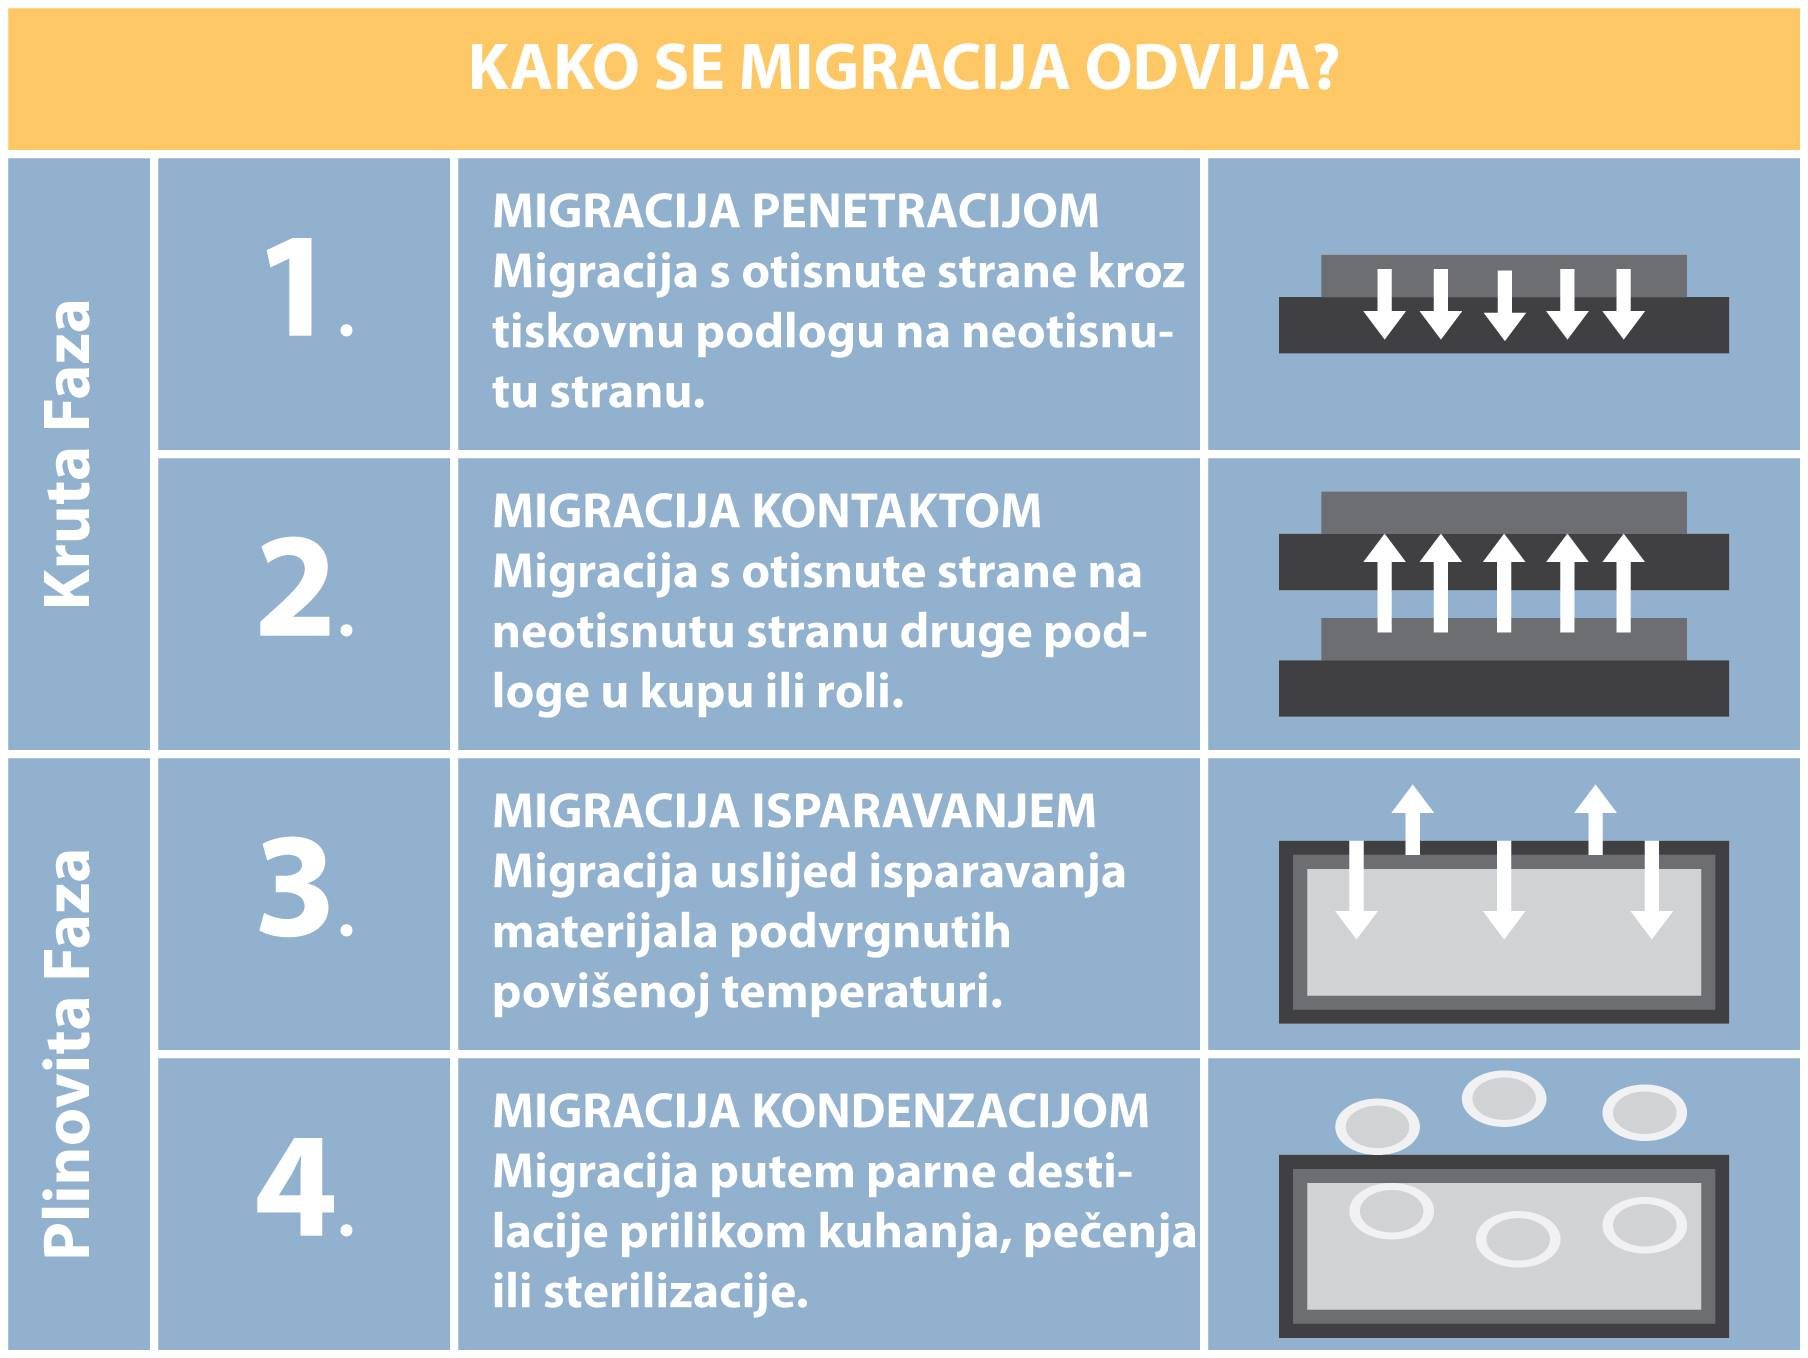 KAKO SE MIGRACIJA ODVIJA?
Kruta Faza
1.
MIGRACIJA PENETRACIJOM
Migracija s otisnute strane kroz
tiskovnu podlogu na neotisnu-
tu stranu.
2.
MIGRACIJA KONTAKTOM
Migracija s otisnute strane na
neotisnutu stranu druge pod-
loge u kupu ili roli.
Plinovita Faza
3.
MIGRACIJA ISPARAVANJEM
Migracija uslijed isparavanja
materijala podvrgnutih
povišenoj temperaturi.
4.
MIGRACIJA KONDENZACIJOM
Migracija putem parne desti-
lacije prilikom kuhanja, pečenja
ili sterilizacije.